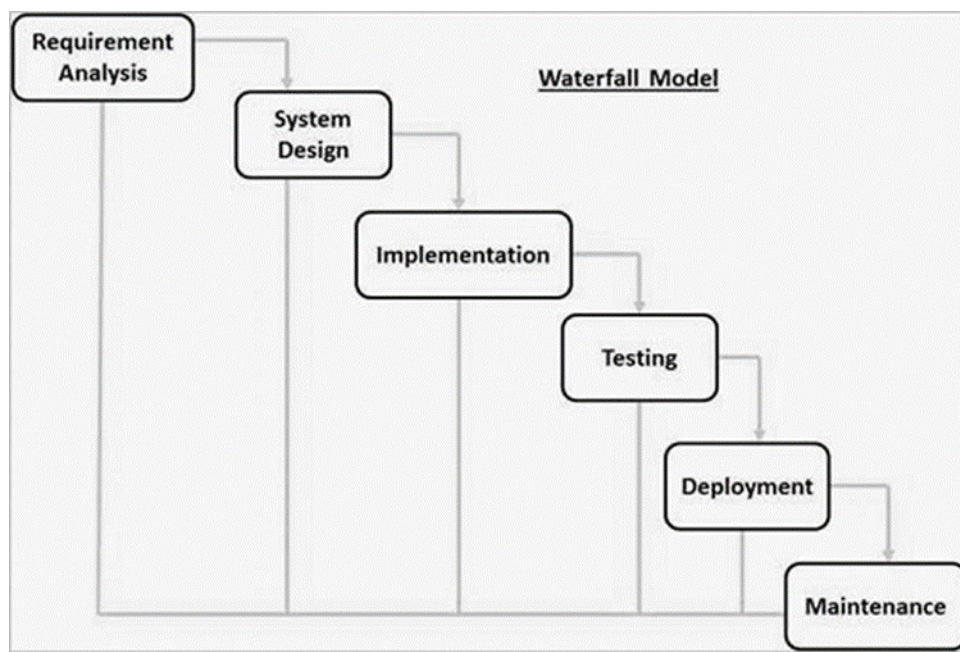 Requirement
Analysis
Waterfall Model
System
Design
Implementation
Testing
Deployment
Maintenance